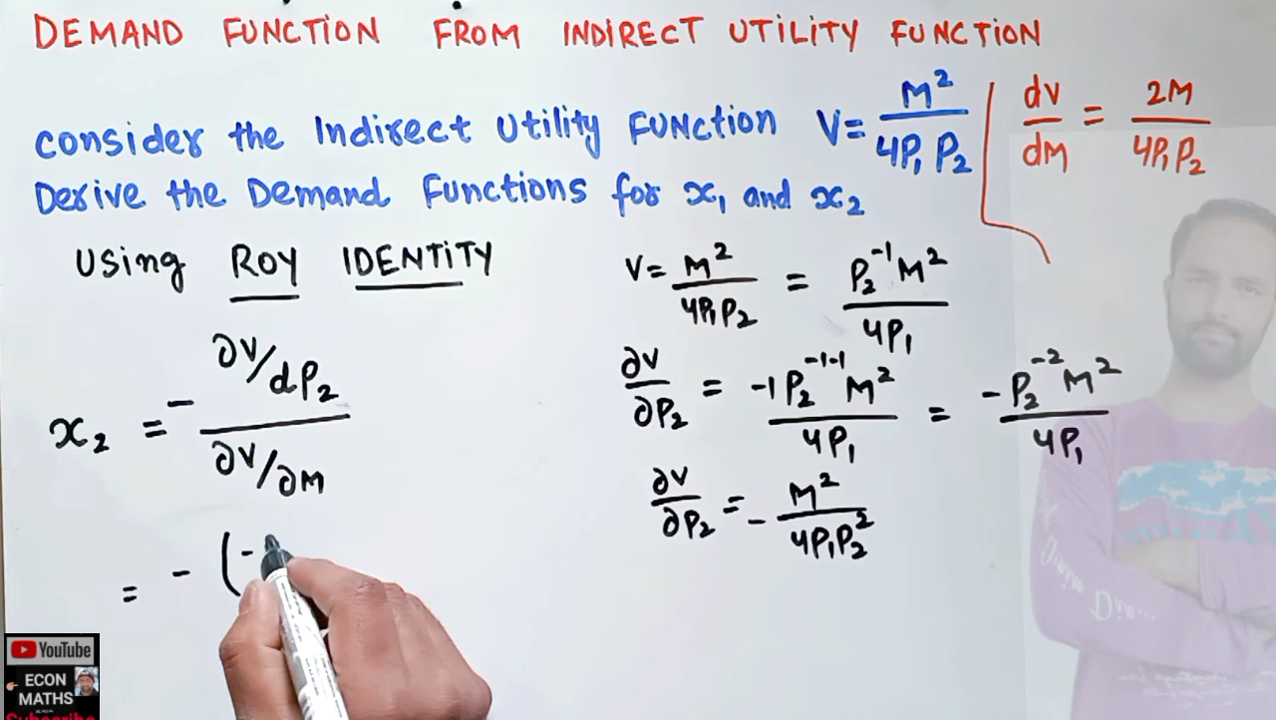 DEMAND FUNCTION FROM INDIRECT UTILITY FUNCTION
Consider the Indirect Utility Function V = M² / 4P₁P₂
dV/dM = 2M / 4P₁P₂
Derive the Demand Functions for x₁ and x₂
Using ROY IDENTITY
V = M² / 4P₁P₂ = P₂⁻¹M² / 4P₁
x₂ = - ∂V/dP₂ / ∂V/∂M
∂V/∂P₂ = -1P₂⁻¹⁻¹M² / 4P₁ = -P₂⁻²M² / 4P₁
∂V/∂P₂ = - M² / 4P₁P₂²
= - (-
YouTube
ECON
MATHS
Subscribe